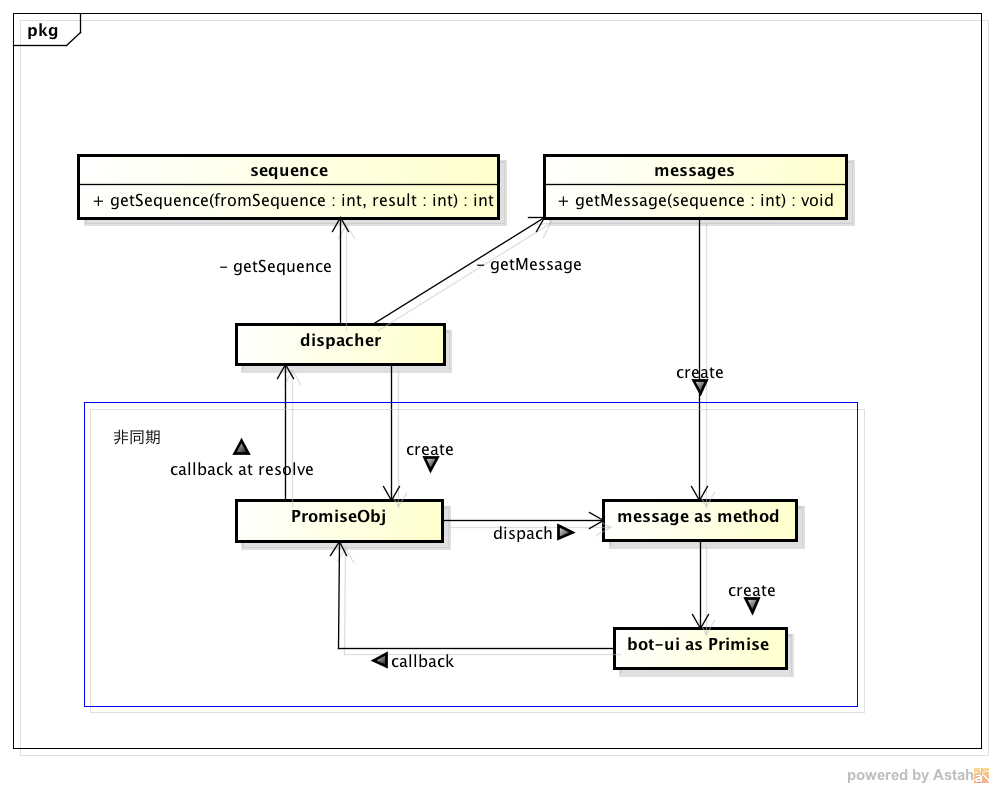 pkg
sequence
+ getSequence(fromSequence : int, result : int) : int
messages
+ getMessage(sequence : int) : void
- getSequence
- getMessage
dispacher
create
非同期
callback at resolve
create
PromiseObj
message as method
dispach
create
bot-ui as Primise
callback
powered by Astah